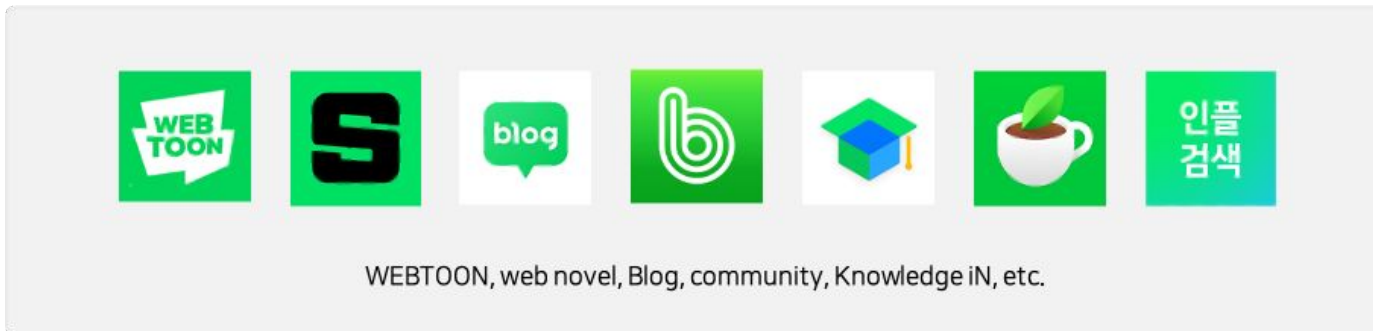 WEB
TOON
S
blog
b
인플
검색
WEBTOON, web novel, Blog, community, Knowledge iN, etc.